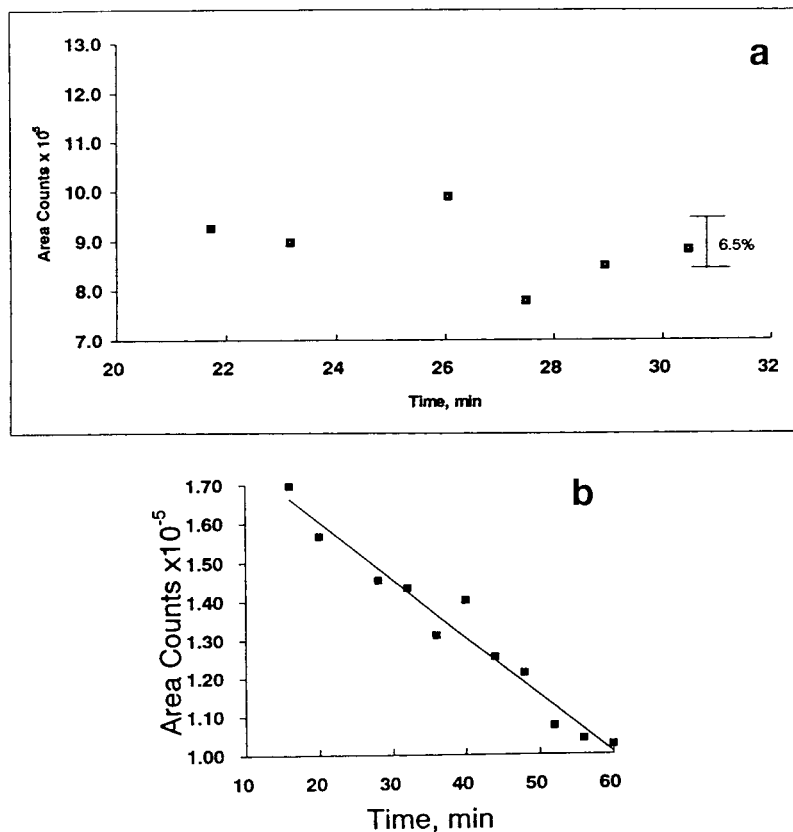 a
13.0
12.0
11.0
10.0
9.0
8.0
7.0
Area Counts x 10⁵
6.5%
20 22 24 26 28 30 32
Time, min
b
1.70
1.60
1.50
1.40
1.30
1.20
1.10
1.00
Area Counts x10⁻⁵
10 20 30 40 50 60
Time, min